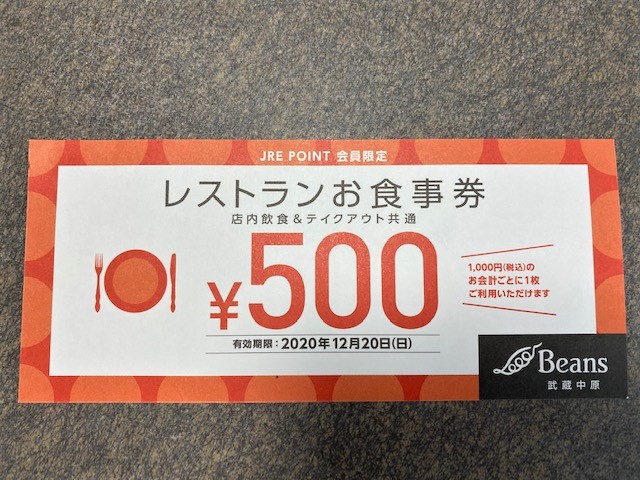 JRE POINT 会員限定
レストランお食事券
店内飲食&テイクアウト共通
¥500
1,000円(税込)の
お会計ごとに1枚
ご利用いただけます
有効期限:2020年12月20日(日)
Beans
武蔵中原